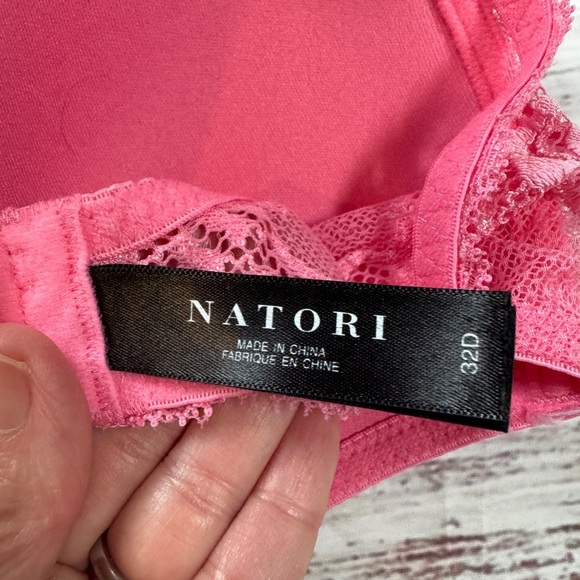 NATORI
MADE IN CHINA
FABRIQUE EN CHINE
32D